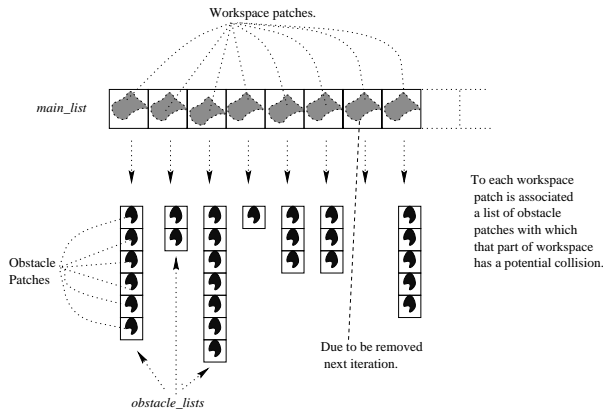 Workspace patches.
main_list
To each workspace
patch is associated
a list of obstacle
patches with which
that part of workspace
has a potential collision.
Obstacle
Patches
Due to be removed
next iteration.
obstacle_lists